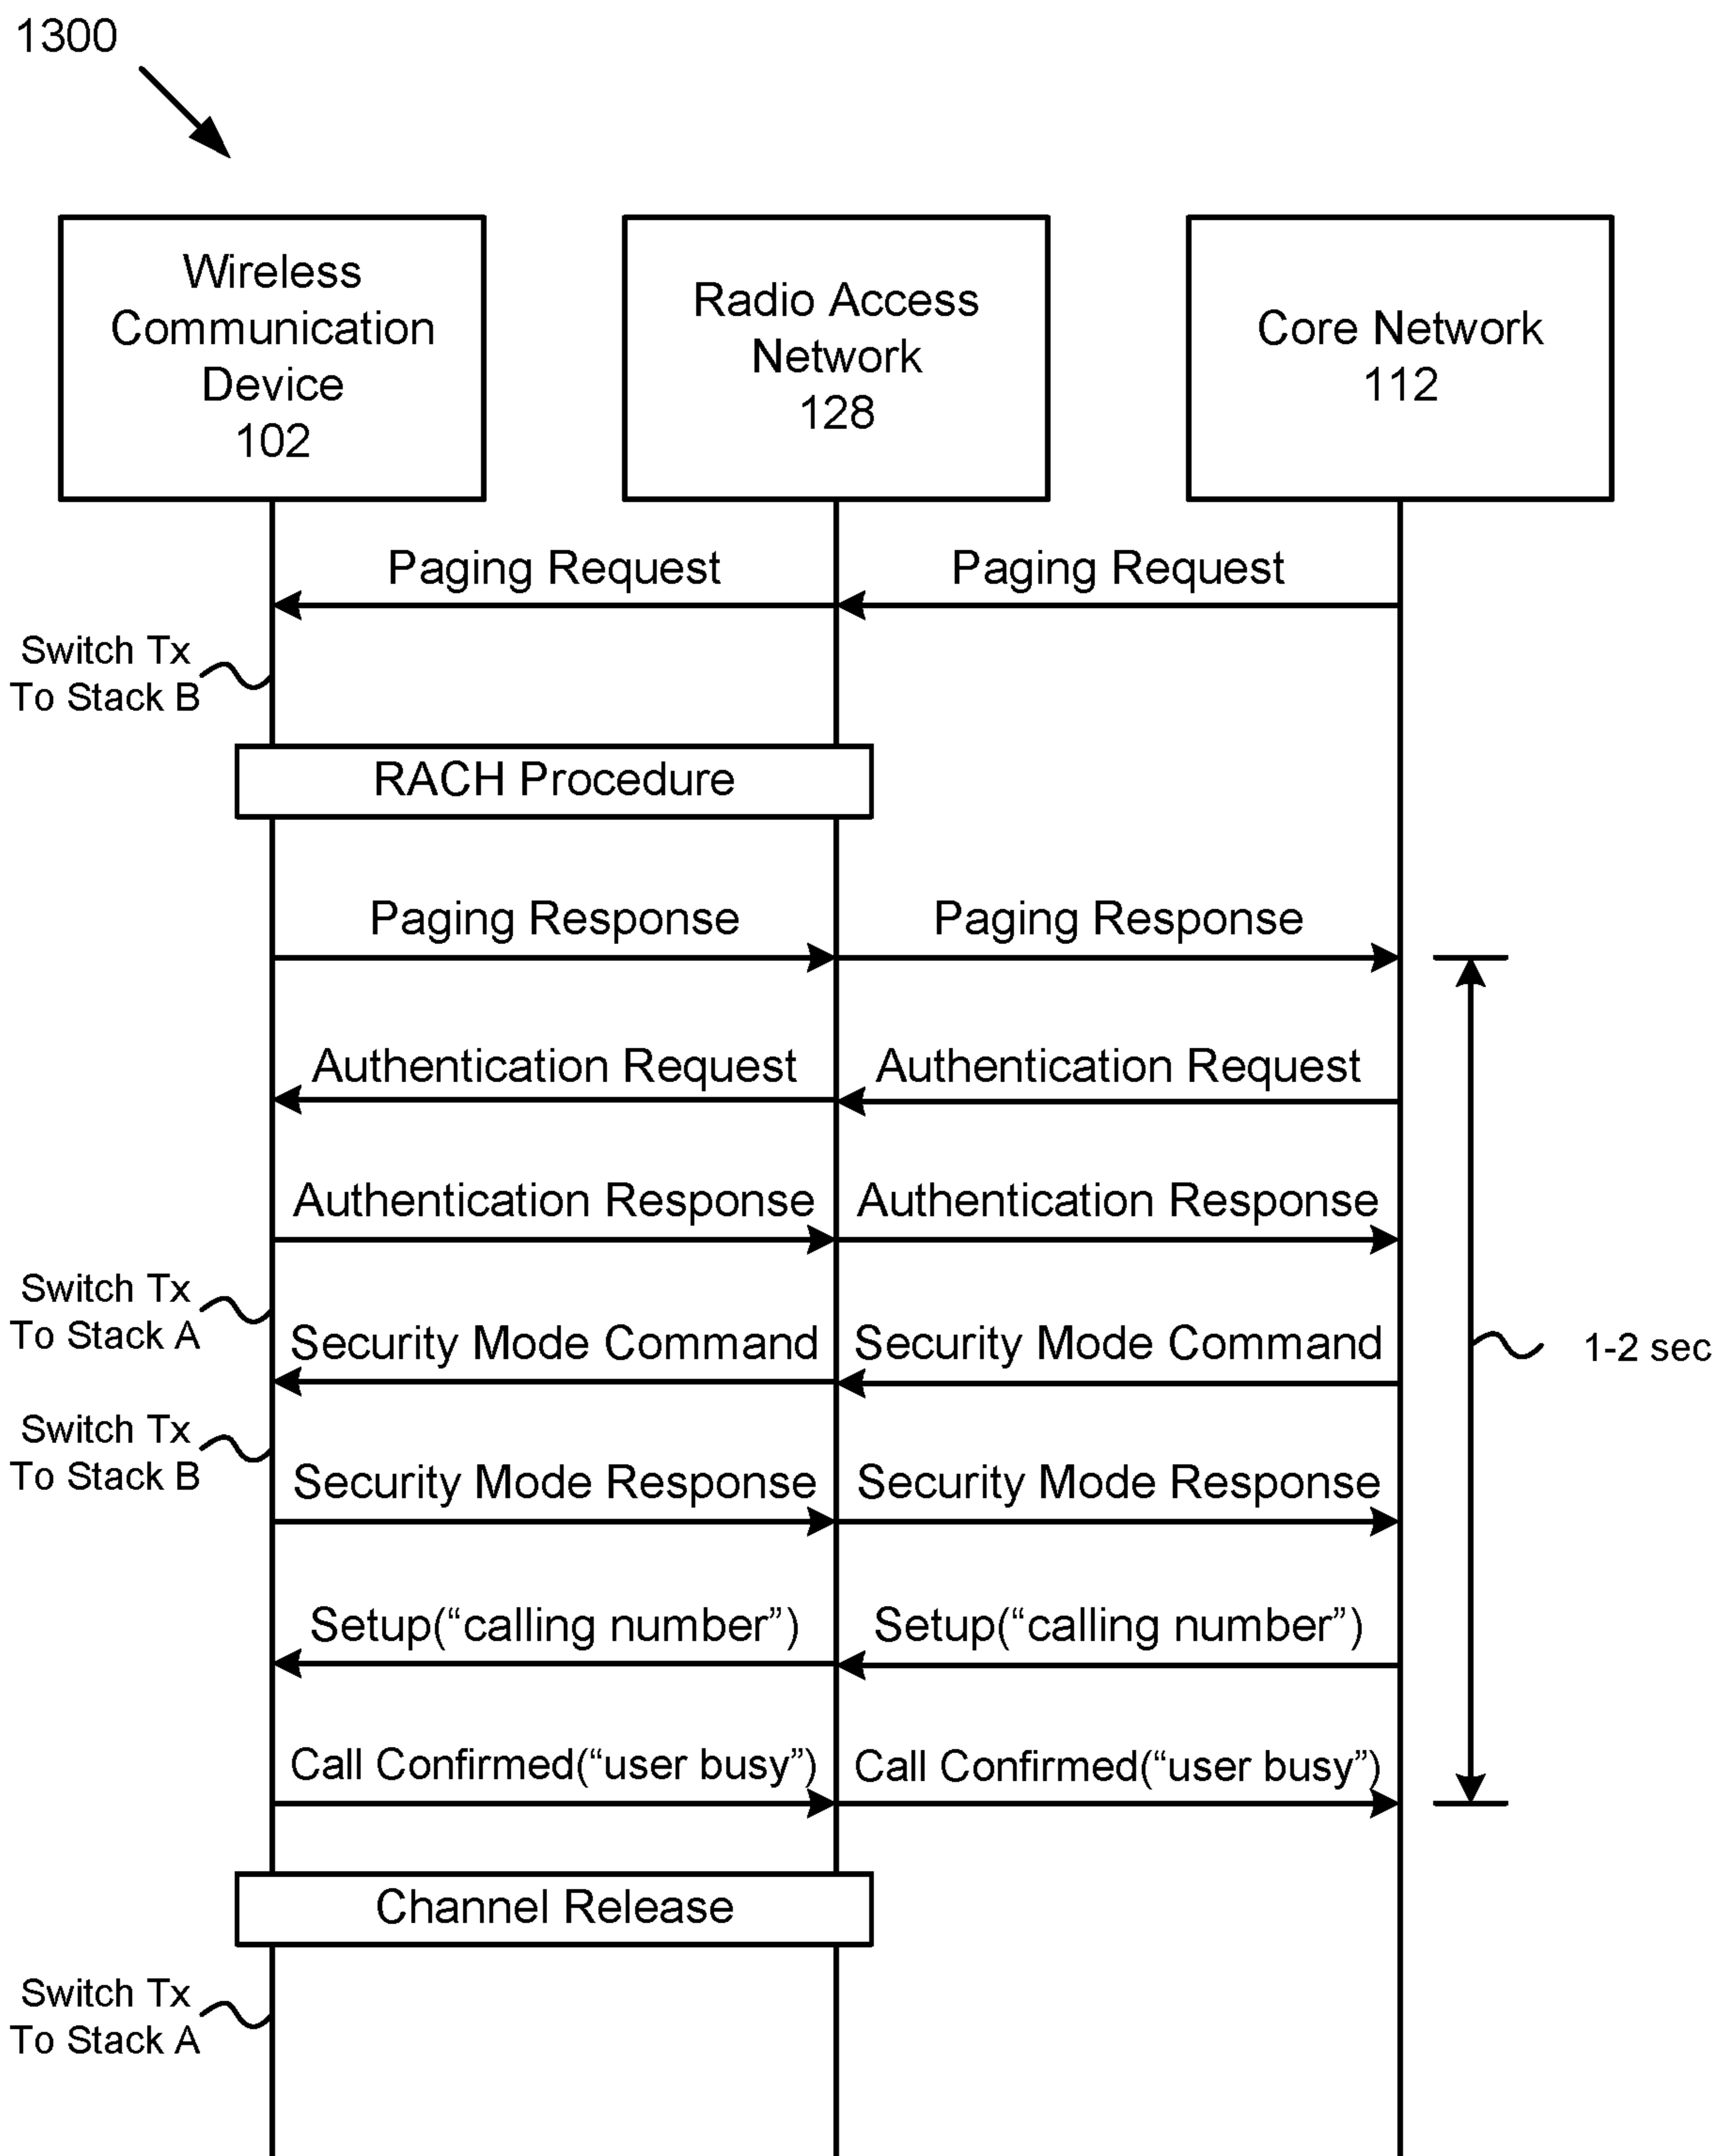 1300
Wireless
Communication
Device
102
Radio Access
Network
128
Core Network
112
Paging Request
Paging Request
Switch Tx
To Stack B
RACH Procedure
Paging Response
Paging Response
Authentication Request
Authentication Request
Authentication Response
Authentication Response
Switch Tx
To Stack A
Security Mode Command
Security Mode Command
1-2 sec
Switch Tx
To Stack B
Security Mode Response
Security Mode Response
Setup(“calling number”)
Setup(“calling number”)
Call Confirmed(“user busy”)
Call Confirmed(“user busy”)
Channel Release
Switch Tx
To Stack A